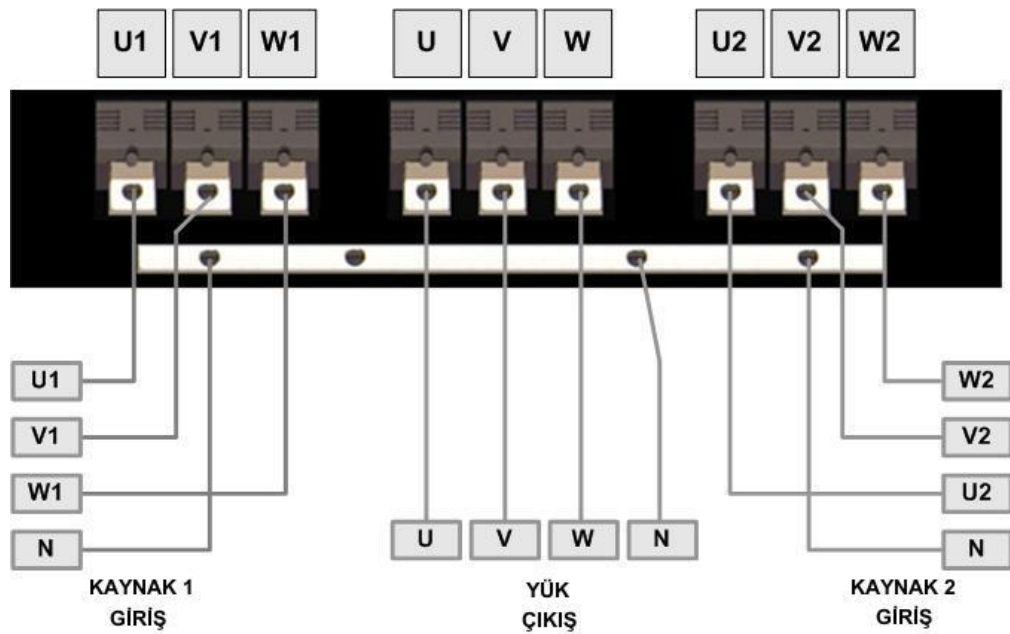 U1 V1 W1 U V W U2 V2 W2
U1 W2
V1 V2
W1 U2
U V W N
N N
KAYNAK 1 YÜK KAYNAK 2
GİRİŞ ÇIKIŞ GİRİŞ